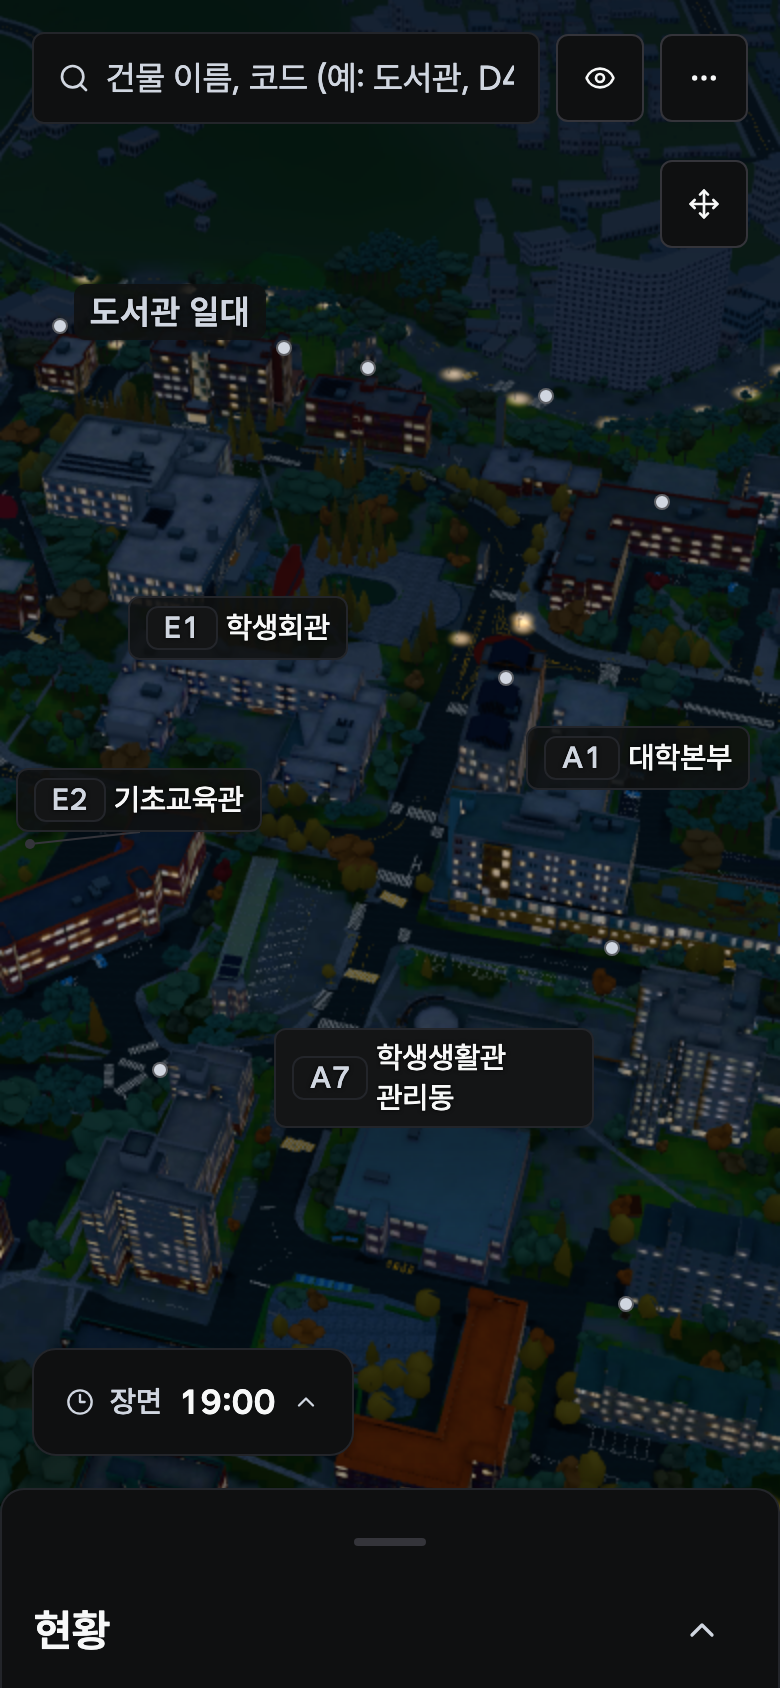 건물 이름, 코드 (예: 도서관, D4
도서관 일대
E1 학생회관
A1 대학본부
E2 기초교육관
A7 학생생활관
관리동
장면 19:00
현황